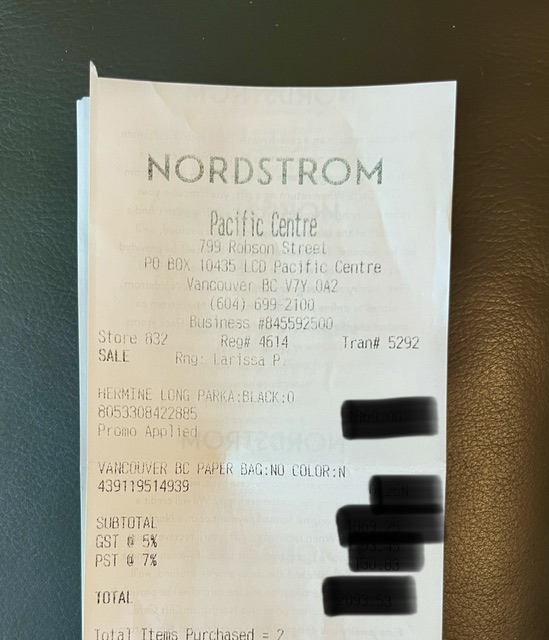 NORDSTROM
Pacific Centre
799 Robson Street
PO BOX 10435 LCD Pacific Centre
Vancouver BC V7Y 0A2
(604) 699-2100
Business #845592500
Store 832 Reg# 4614 Tran# 5292
SALE Rng: Larissa P.
HERMINE LONG PARKA:BLACK:0
8053308422885
Promo Applied
VANCOUVER BC PAPER BAG:NO COLOR:N
439119514939
SUBTOTAL
GST @ 5%
PST @ 7%
TOTAL
Total Items Purchased = 2